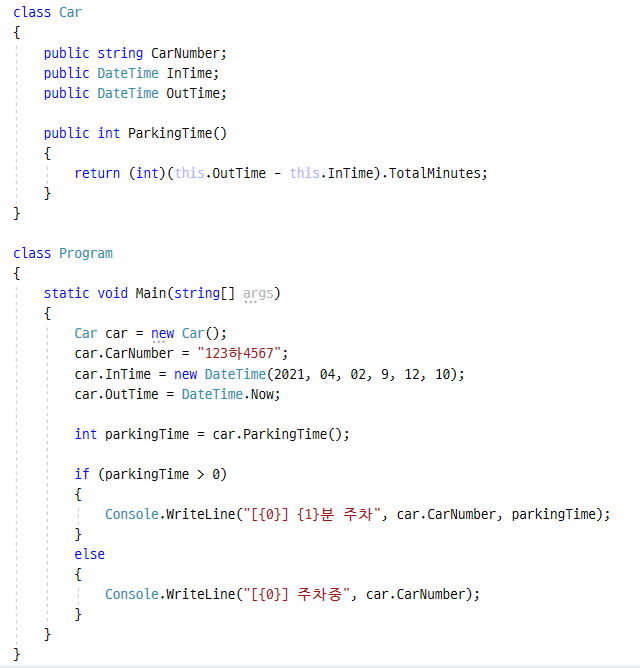 class Car
{
    public string CarNumber;
    public DateTime InTime;
    public DateTime OutTime;

    public int ParkingTime()
    {
        return (int)(this.OutTime - this.InTime).TotalMinutes;
    }
}

class Program
{
    static void Main(string[] args)
    {
        Car car = new Car();
        car.CarNumber = "123하4567";
        car.InTime = new DateTime(2021, 04, 02, 9, 12, 10);
        car.OutTime = DateTime.Now;

        int parkingTime = car.ParkingTime();

        if (parkingTime > 0)
        {
            Console.WriteLine("[{0}] {1}분 주차", car.CarNumber, parkingTime);
        }
        else
        {
            Console.WriteLine("[{0}] 주차중", car.CarNumber);
        }
    }
}